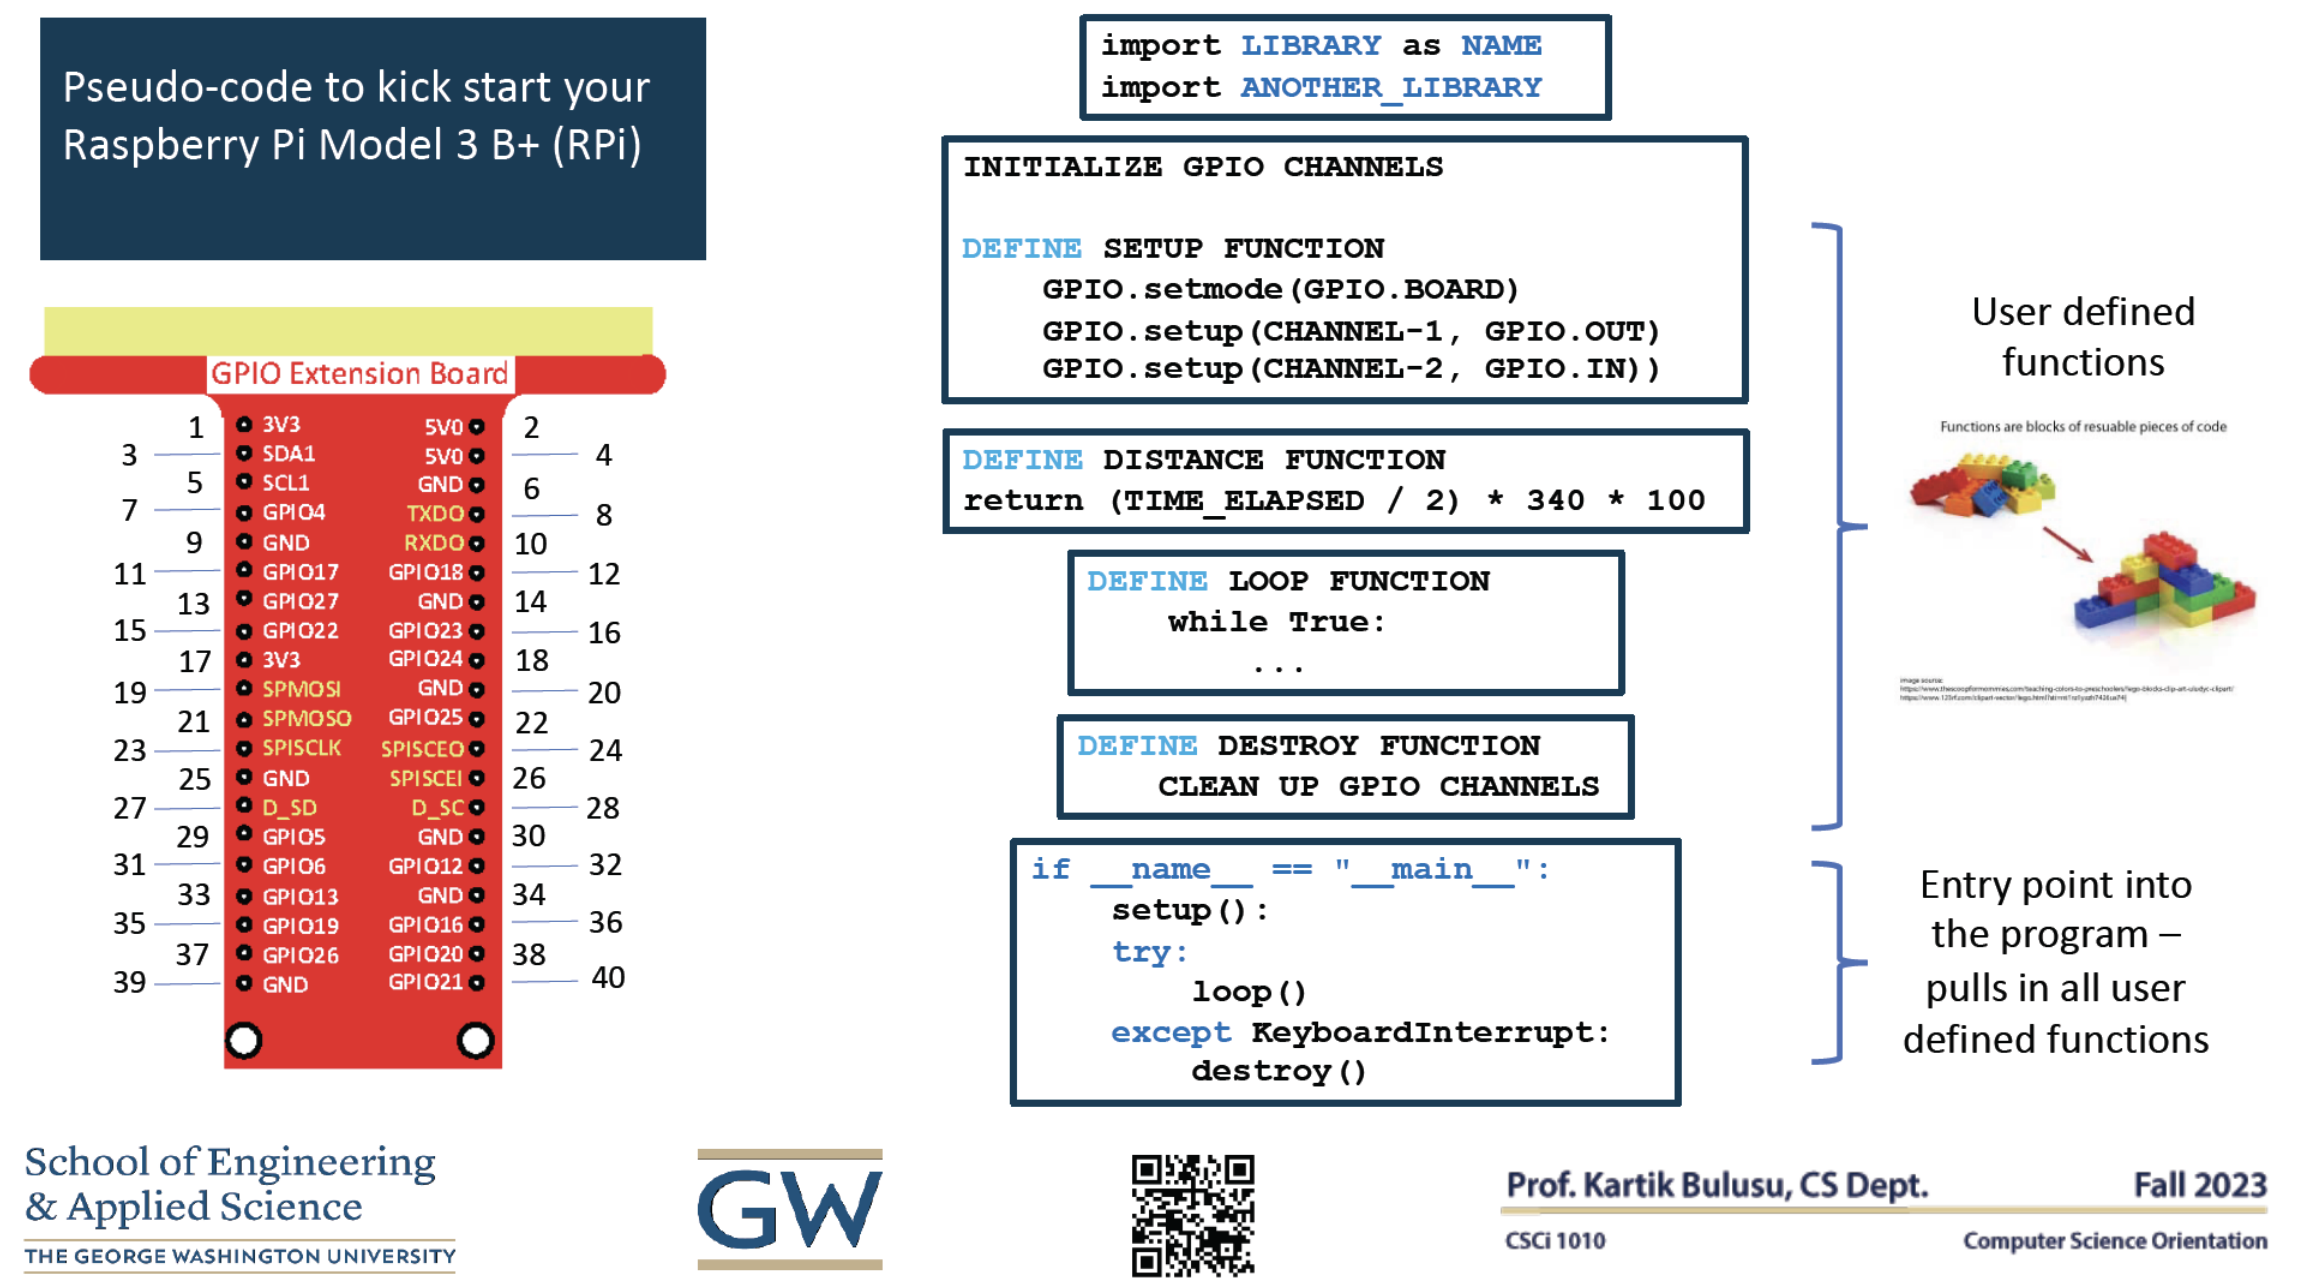 Pseudo-code to kick start your
Raspberry Pi Model 3 B+ (RPi)
GPIO Extension Board
1 3V3 5V0 2
3 SDA1 5V0 4
5 SCL1 GND 6
7 GPIO4 TXDO 8
9 GND RXDO 10
11 GPIO17 GPIO18 12
13 GPIO27 GND 14
15 GPIO22 GPIO23 16
17 3V3 GPIO24 18
19 SPMOSI GND 20
21 SPMOSO GPIO25 22
23 SPISCLK SPISCEO 24
25 GND SPISCEI 26
27 D_SD D_SC 28
29 GPIO5 GND 30
31 GPIO6 GPIO12 32
33 GPIO13 GND 34
35 GPIO19 GPIO16 36
37 GPIO26 GPIO20 38
39 GND GPIO21 40
import LIBRARY as NAME
import ANOTHER_LIBRARY
INITIALIZE GPIO CHANNELS
DEFINE SETUP FUNCTION
GPIO.setmode(GPIO.BOARD)
GPIO.setup(CHANNEL-1, GPIO.OUT)
GPIO.setup(CHANNEL-2, GPIO.IN))
DEFINE DISTANCE FUNCTION
return (TIME_ELAPSED / 2) * 340 * 100
DEFINE LOOP FUNCTION
while True:
...
DEFINE DESTROY FUNCTION
CLEAN UP GPIO CHANNELS
if __name__ == "__main__":
setup():
try:
loop()
except KeyboardInterrupt:
destroy()
User defined
functions
Functions are blocks of resuable pieces of code
image source:
Entry point into
the program –
pulls in all user
defined functions
School of Engineering
& Applied Science
THE GEORGE WASHINGTON UNIVERSITY
GW
Prof. Kartik Bulusu, CS Dept.
Fall 2023
CSCi 1010
Computer Science Orientation